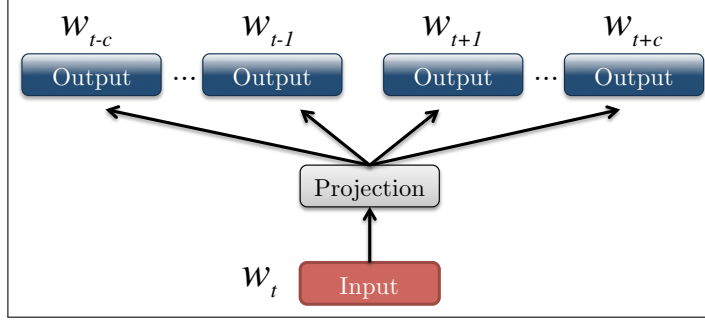 w_{t-c} w_{t-1} w_{t+1} w_{t+c}
Output ... Output Output ... Output
Projection
w_t Input